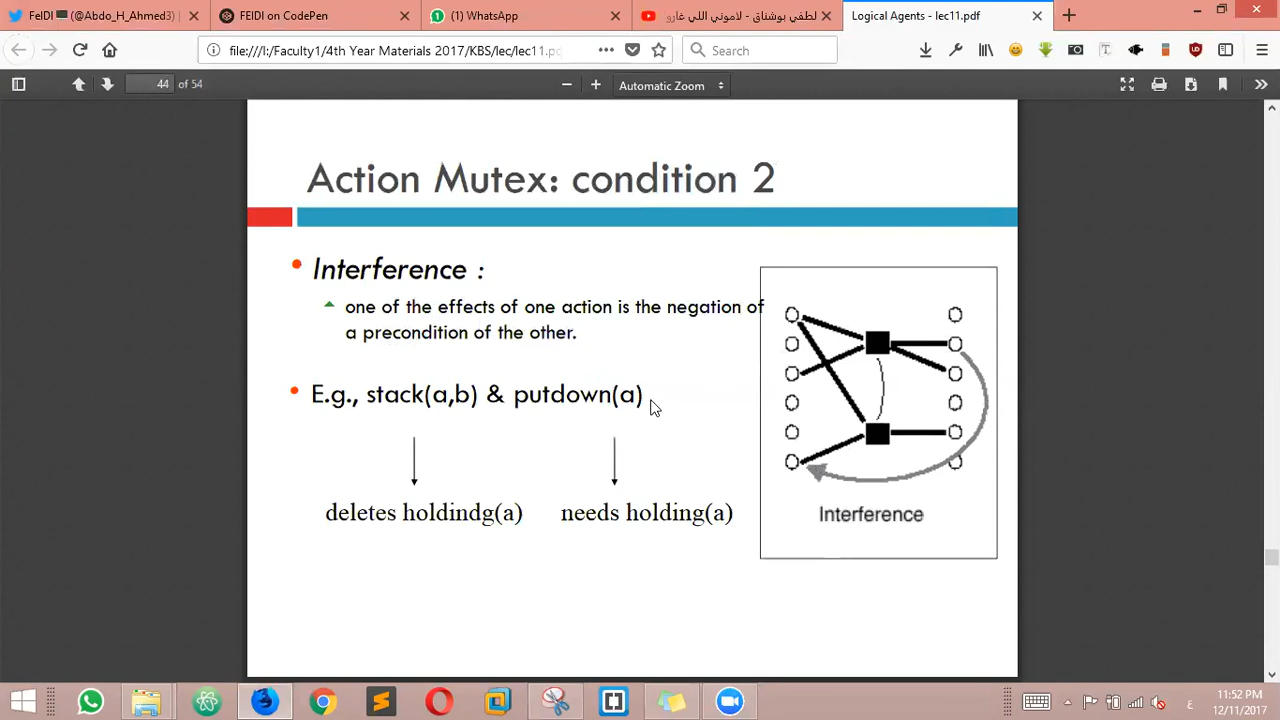 FeIDI (@Abdo_H_Ahmed3)
FEIDI on CodePen
(1) WhatsApp
لطفي بوشناق - لاموني اللي غارو
Logical Agents - lec11.pdf
file:///I:/Faculty1/4th Year Materials 2017/KBS/lec/lec11.pd
Search
44 of 54
Automatic Zoom
Action Mutex: condition 2
Interference :
one of the effects of one action is the negation of
a precondition of the other.
E.g., stack(a,b) & putdown(a)
deletes holdindg(a) needs holding(a)
Interference
11:52 PM
ع
12/11/2017